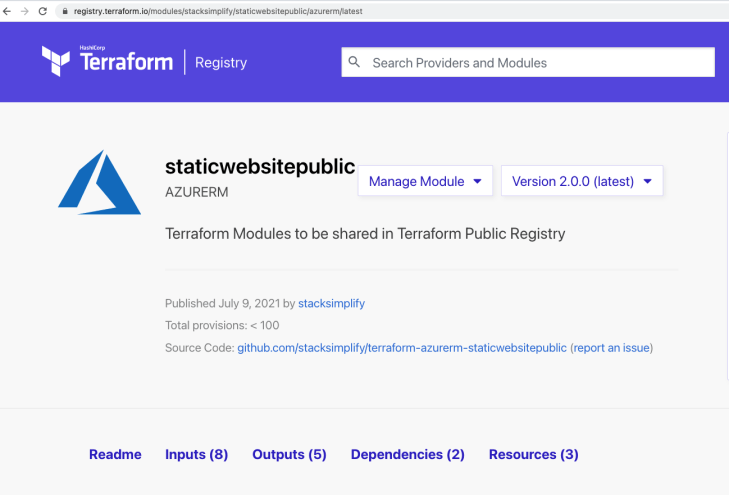 registry.terraform.io/modules/stacksimplify/staticwebsitepublic/azurerm/latest
HashiCorp
Terraform
Registry
Search Providers and Modules
staticwebsitepublic
Manage Module
Version 2.0.0 (latest)
AZURERM
Terraform Modules to be shared in Terraform Public Registry
Published July 9, 2021 by stacksimplify
Total provisions: < 100
Source Code: github.com/stacksimplify/terraform-azurerm-staticwebsitepublic (report an issue)
Readme Inputs (8) Outputs (5) Dependencies (2) Resources (3)